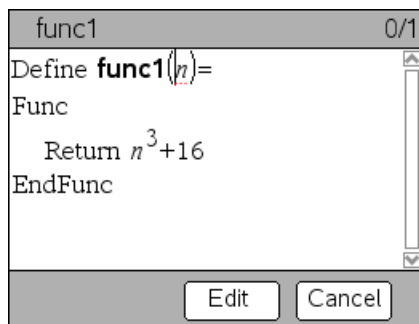 func1 0/1
Define func1(n)=
Func
Return n³+16
EndFunc
Edit Cancel